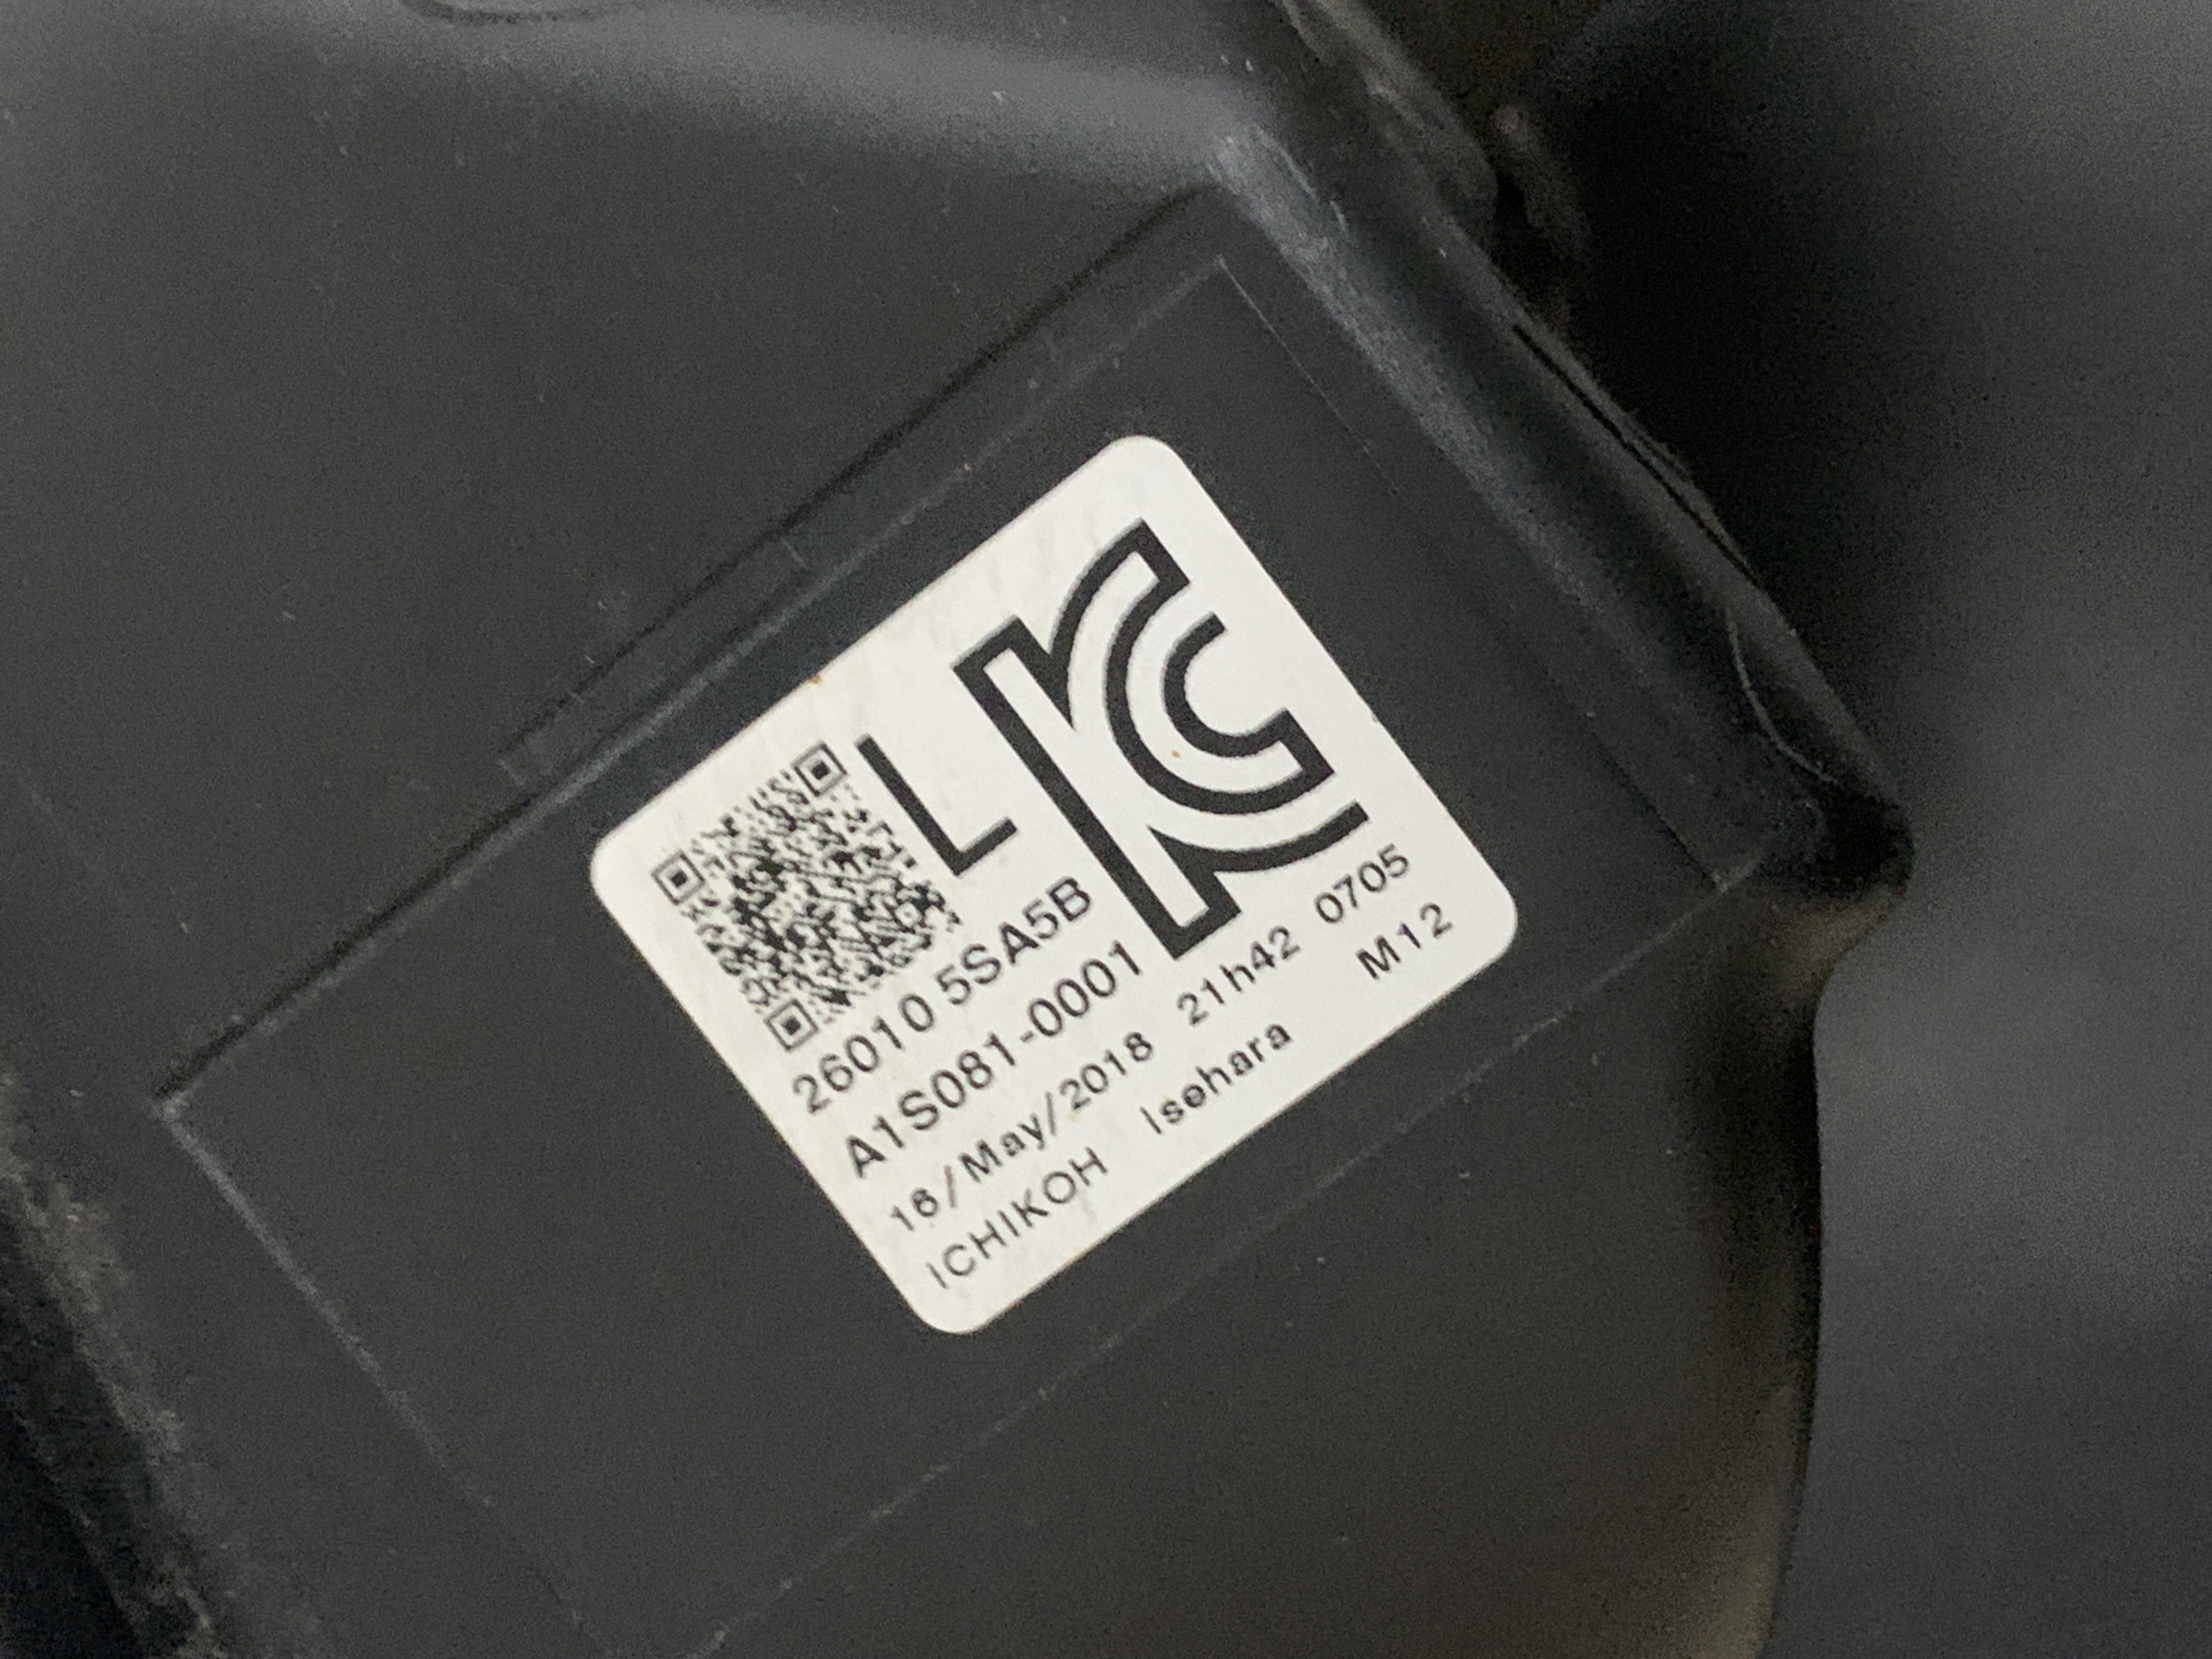 L
26010 5SA5B
A1S081-0001
16/May/2018 21h42 0705
ICHIKOH Isehara M12